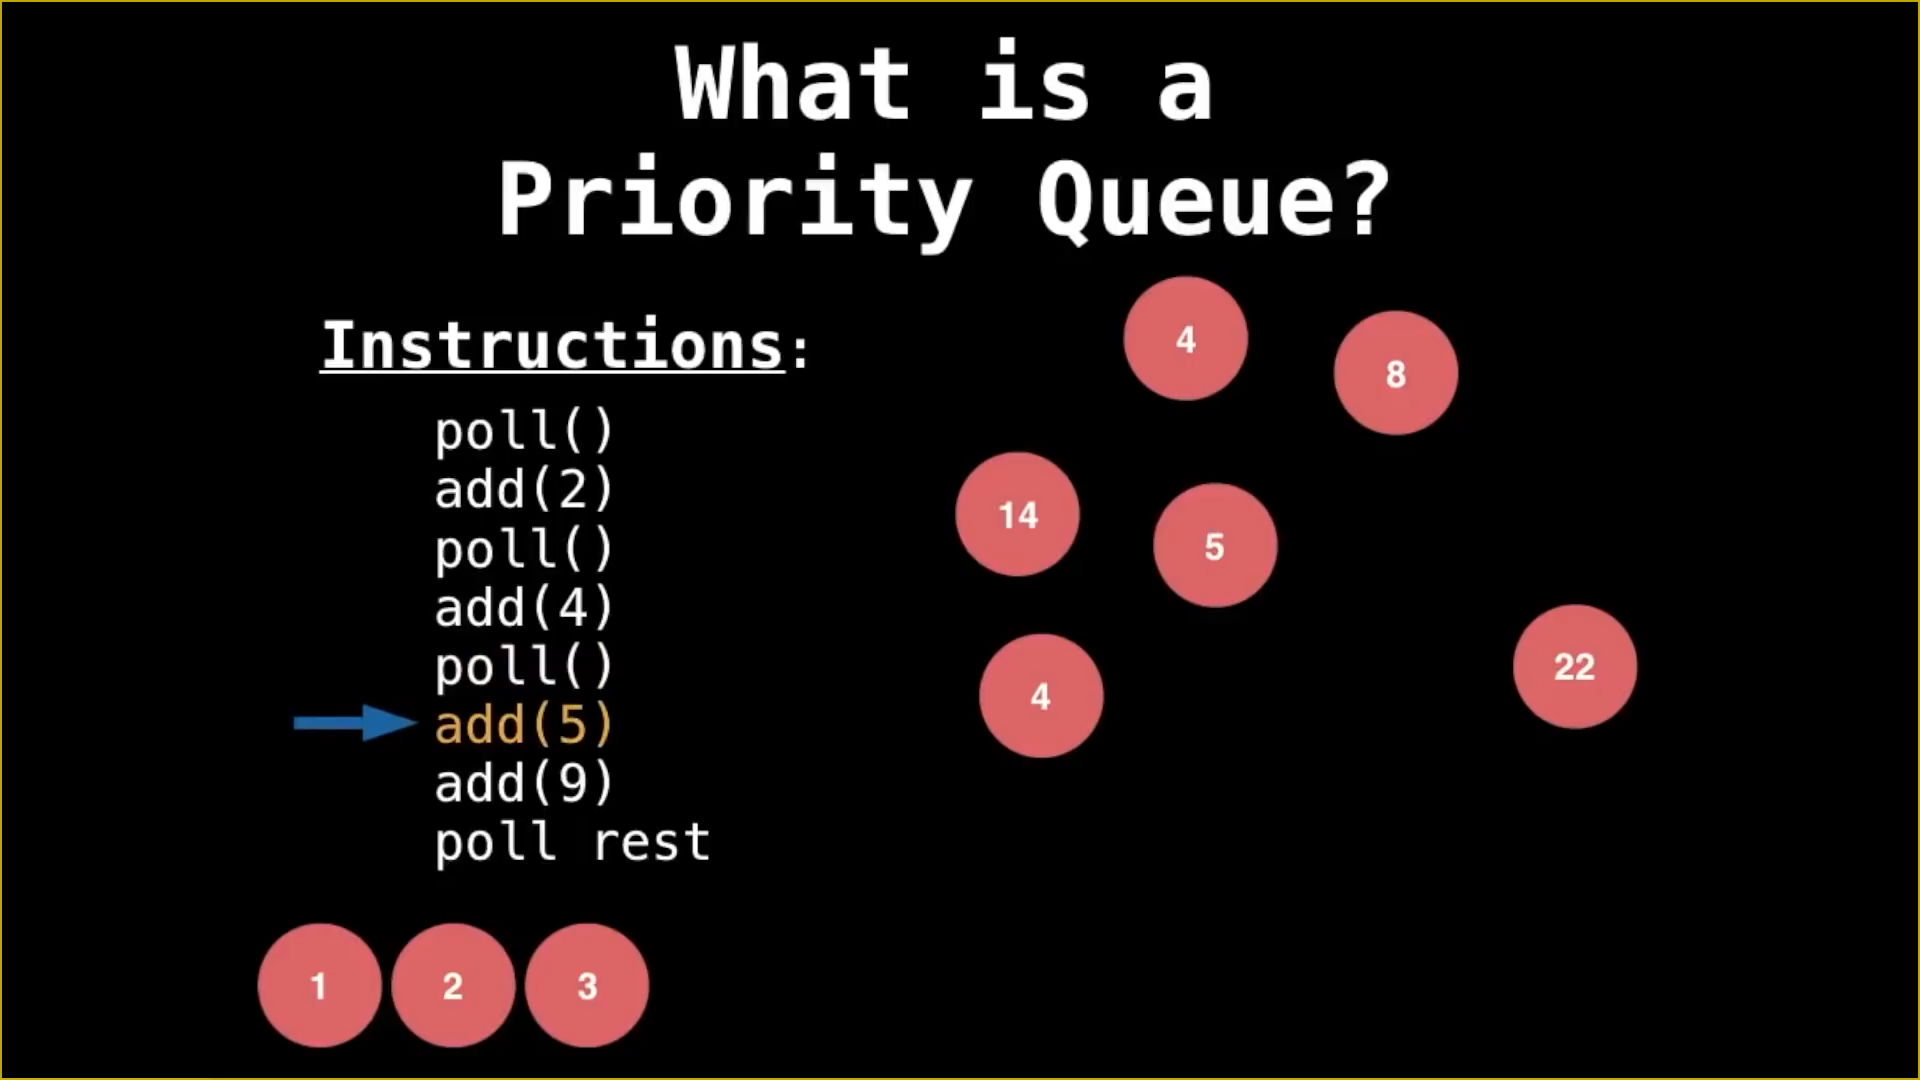 What is a
Priority Queue?
Instructions:
poll()
add(2)
poll()
add(4)
poll()
add(5)
add(9)
poll rest
4
8
14
5
4
22
1 2 3